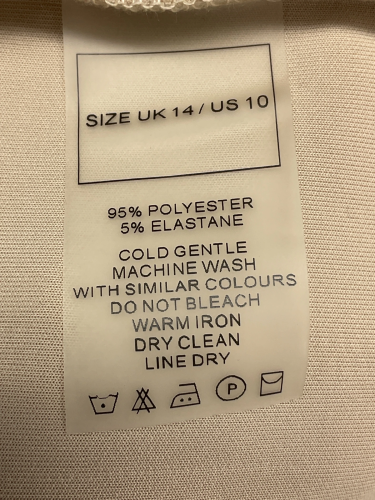 SIZE UK 14 / US 10
95% POLYESTER
5% ELASTANE
COLD GENTLE
MACHINE WASH
WITH SIMILAR COLOURS
DO NOT BLEACH
WARM IRON
DRY CLEAN
LINE DRY
P